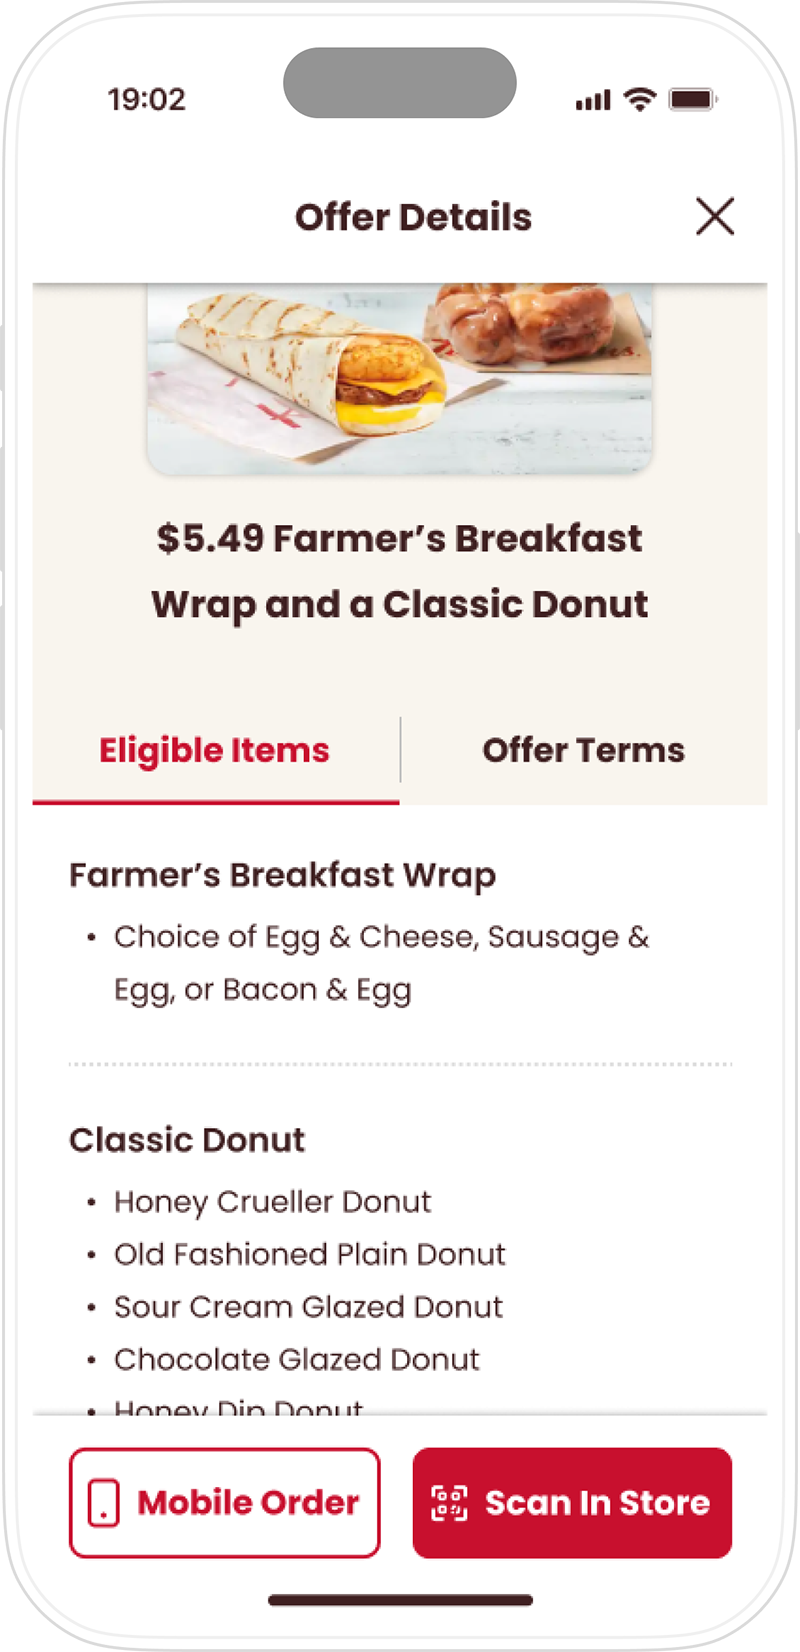 19:02
Offer Details
$5.49 Farmer’s Breakfast
Wrap and a Classic Donut
Eligible Items
Offer Terms
Farmer’s Breakfast Wrap
• Choice of Egg & Cheese, Sausage &
Egg, or Bacon & Egg
Classic Donut
• Honey Crueller Donut
• Old Fashioned Plain Donut
• Sour Cream Glazed Donut
• Chocolate Glazed Donut
• Honey Dip Donut
Mobile Order
Scan In Store